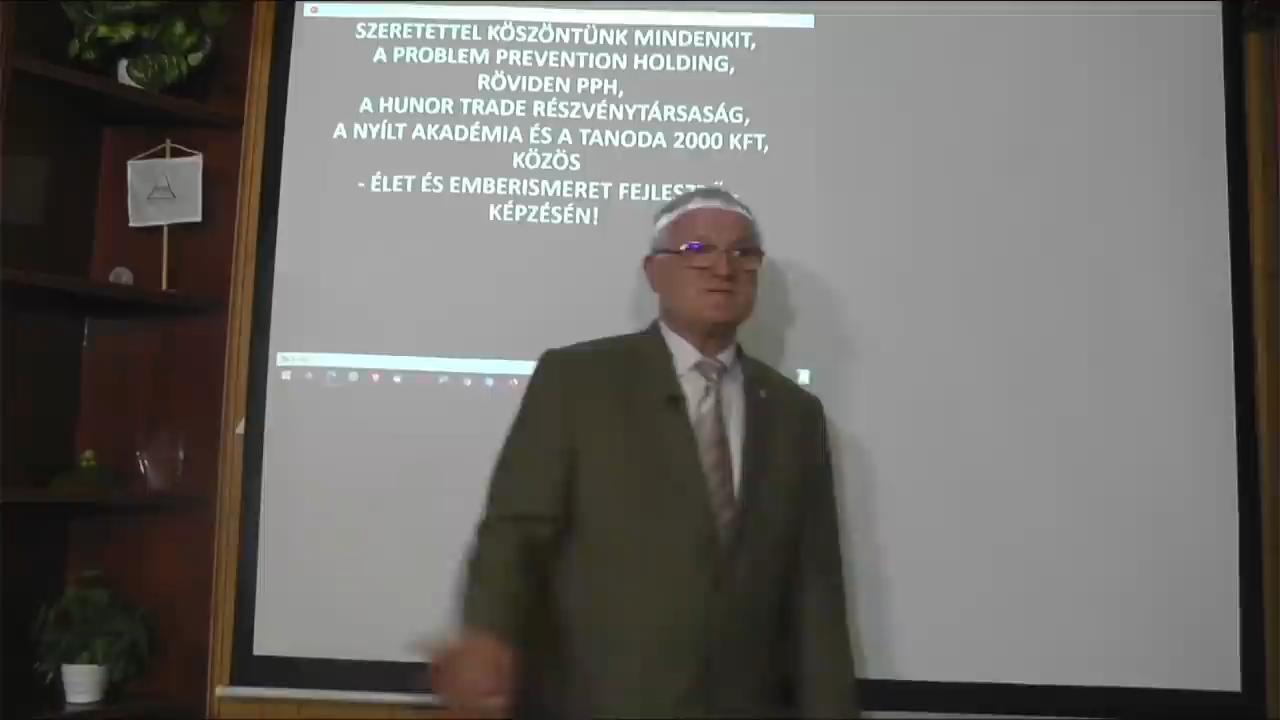 SZERETETTEL KÖSZÖNTÜNK MINDENKIT,
A PROBLEM PREVENTION HOLDING,
RÖVIDEN PPH,
A HUNOR TRADE RÉSZVÉNYTÁRSASÁG,
A NYÍLT AKADÉMIA ÉS A TANODA 2000 KFT,
KÖZÖS
- ÉLET ÉS EMBERISMERET
KÉPZÉSÉN!